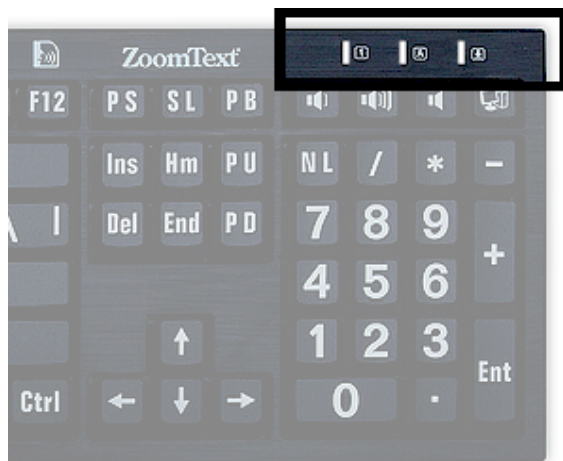 ZoomText
1 A
F12 PS SL PB
Ins Hm PU NL / * -
Del End PD 7 8 9 +
4 5 6
1 2 3 Ent
Ctrl 0 .